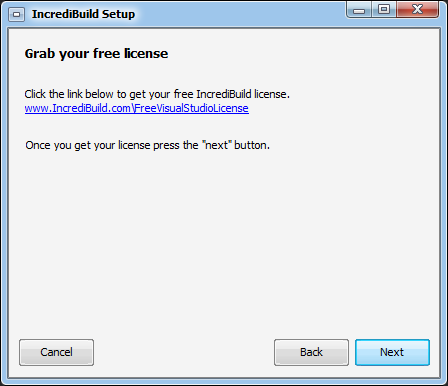 IncrediBuild Setup
Grab your free license
Click the link below to get your free IncrediBuild license.
www.IncrediBuild.com\FreeVisualStudioLicense
Once you get your license press the "next" button.
Cancel
Back
Next